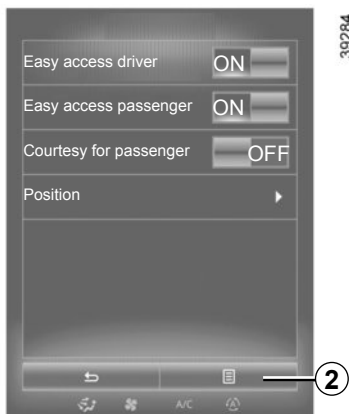 39284
Easy access driver ON
Easy access passenger ON
Courtesy for passenger OFF
Position
2
A/C
A